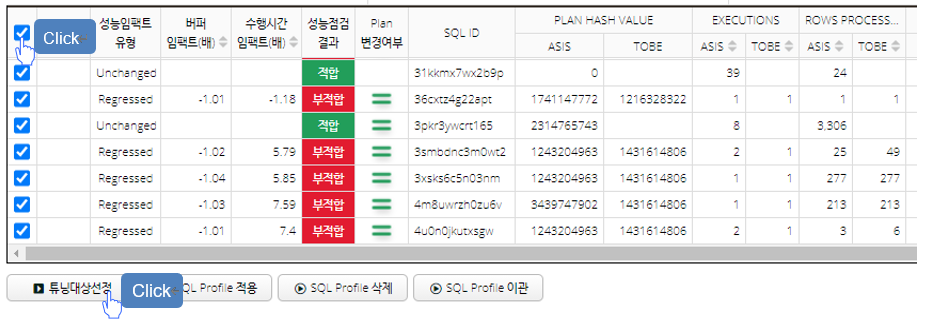 Click
성능임팩트 유형 버퍼 임팩트(배) 수행시간 임팩트(배) 성능점검 결과 Plan 변경여부 SQL ID PLAN HASH VALUE EXECUTIONS ROWS PROCESS...
ASIS TOBE ASIS TOBE ASIS TOBE
Unchanged 적합 31kkmx7wx2b9p 0 39 24
Regressed -1.01 -1.18 부적합 36cxtz4g22apt 1741147772 1216328322 1 1 1 1
Unchanged 적합 3pkr3ywcrt165 2314765743 8 3,306
Regressed -1.02 5.79 부적합 3smbdnc3m0wt2 1243204963 1431614806 2 1 25 49
Regressed -1.04 5.85 부적합 3xsks6c5n03nm 1243204963 1431614806 1 1 277 277
Regressed -1.03 7.59 부적합 4m8uwrzh0zu6v 3439747902 1431614806 1 1 213 213
Regressed -1.01 7.4 부적합 4u0n0jkutxsgw 1243204963 1431614806 2 1 3 6
튜닝대상선정 Click QL Profile 적용 SQL Profile 삭제 SQL Profile 이관